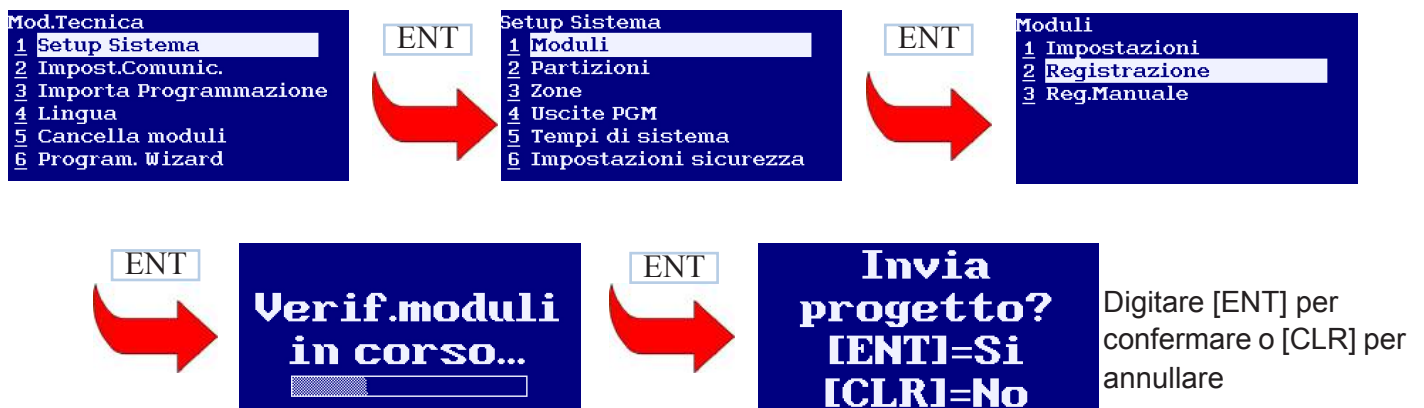 Mod.Tecnica
1 Setup Sistema
2 Impost.Comunic.
3 Importa Programmazione
4 Lingua
5 Cancella moduli
6 Program. Wizard
ENT
Setup Sistema
1 Moduli
2 Partizioni
3 Zone
4 Uscite PGM
5 Tempi di sistema
6 Impostazioni sicurezza
ENT
Moduli
1 Impostazioni
2 Registrazione
3 Reg.Manuale
ENT
Verif.moduli
in corso...
ENT
Invia
progetto?
[ENT]=Si
[CLR]=No
Digitare [ENT] per
confermare o [CLR] per
annullare